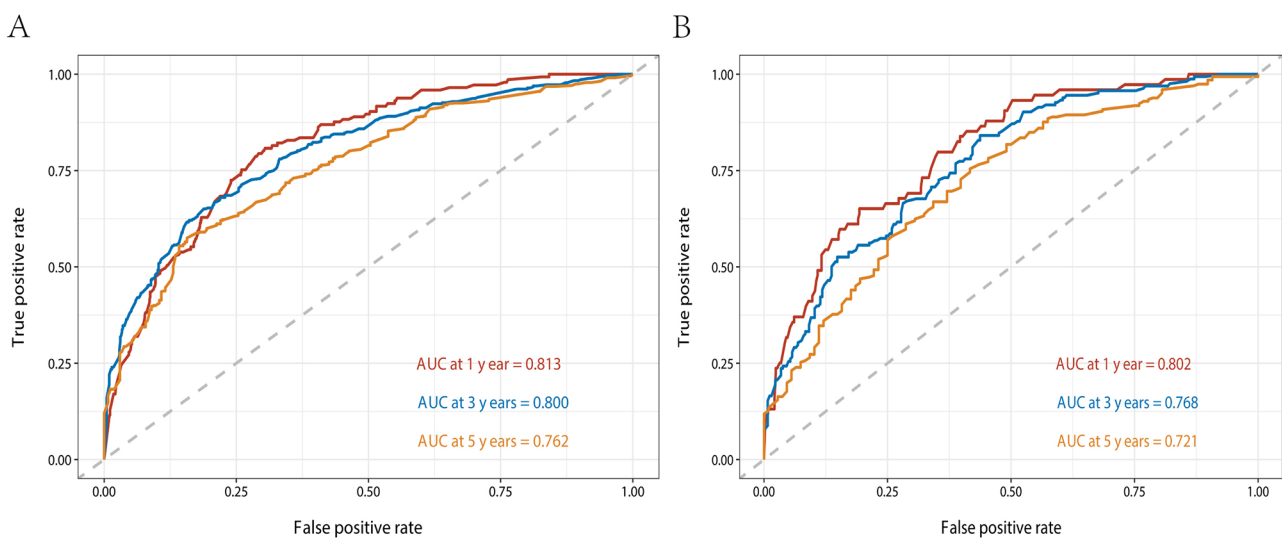 A
True positive rate
1.00
0.75
0.50
0.25
0.00
AUC at 1 y ear = 0.813
AUC at 3 y ears = 0.800
AUC at 5 y ears = 0.762
0.00 0.25 0.50 0.75 1.00
False positive rate
B
True positive rate
1.00
0.75
0.50
0.25
0.00
AUC at 1 y ear = 0.802
AUC at 3 y ears = 0.768
AUC at 5 y ears = 0.721
0.00 0.25 0.50 0.75 1.00
False positive rate